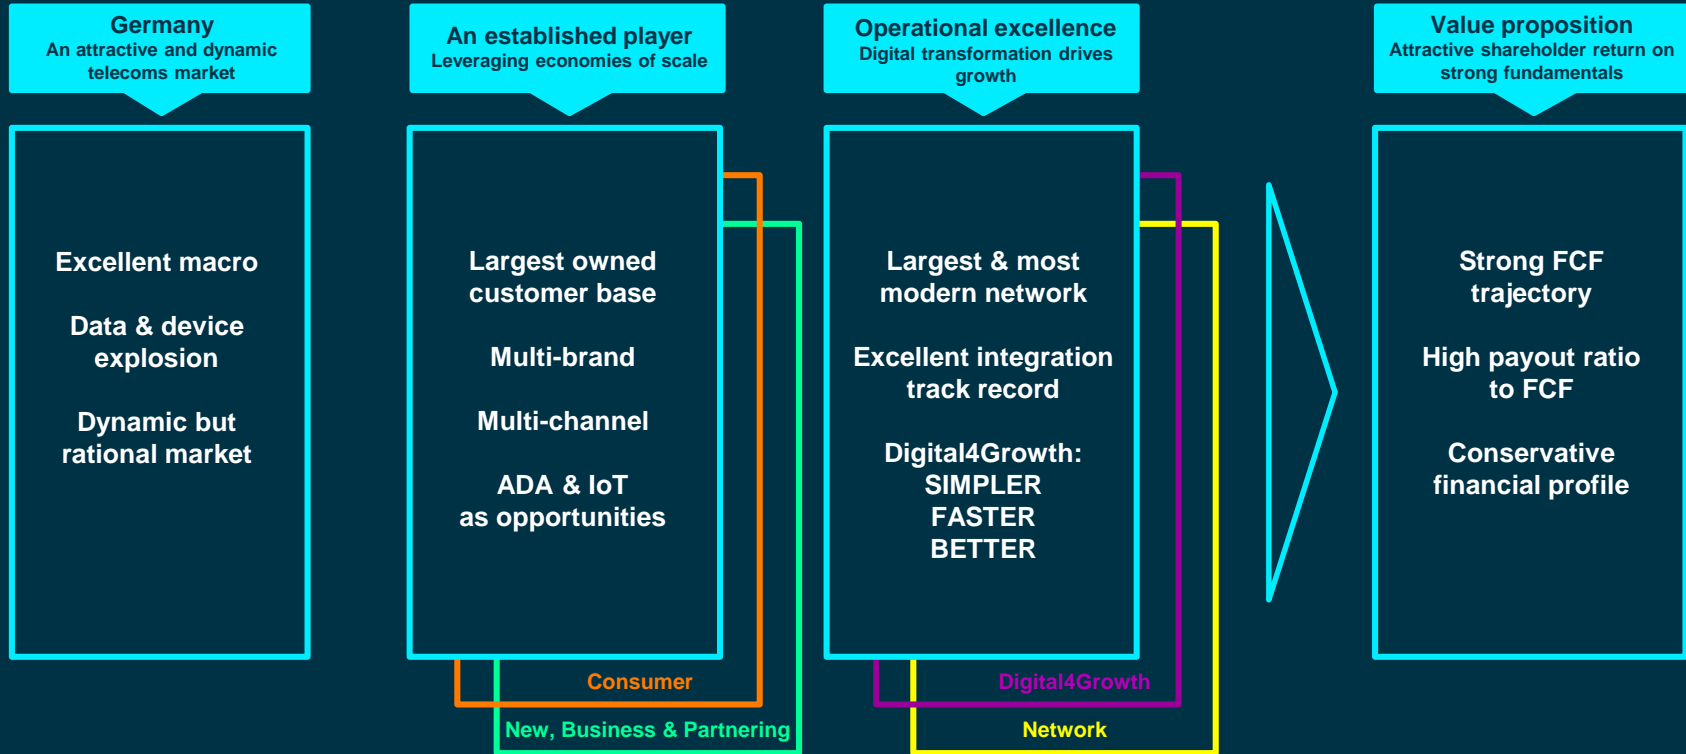 Germany
An attractive and dynamic
telecoms market
Excellent macro
Data & device
explosion
Dynamic but
rational market
An established player
Leveraging economies of scale
Largest owned
customer base
Multi-brand
Multi-channel
ADA & IoT
as opportunities
Consumer
New, Business & Partnering
Operational excellence
Digital transformation drives
growth
Largest & most
modern network
Excellent integration
track record
Digital4Growth:
SIMPLER
FASTER
BETTER
Digital4Growth
Network
Value proposition
Attractive shareholder return on
strong fundamentals
Strong FCF
trajectory
High payout ratio
to FCF
Conservative
financial profile